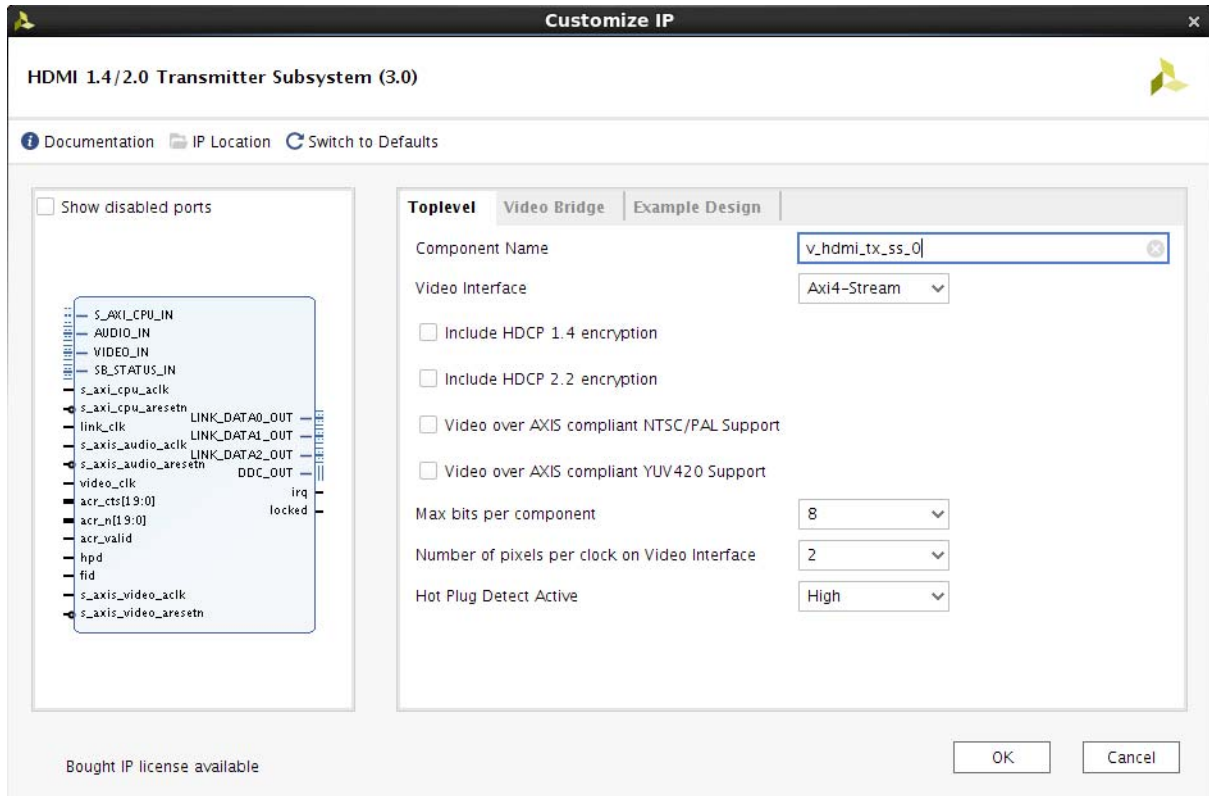 Customize IP
HDMI 1.4/2.0 Transmitter Subsystem (3.0)
Documentation IP Location Switch to Defaults
Show disabled ports
S_AXI_CPU_IN
AUDIO_IN
VIDEO_IN
SB_STATUS_IN
s_axi_cpu_aclk
s_axi_cpu_aresetn
link_clk
s_axis_audio_aclk
s_axis_audio_aresetn
video_clk
acr_cts[19:0]
acr_n[19:0]
acr_valid
hpd
fid
s_axis_video_aclk
s_axis_video_aresetn
LINK_DATA0_OUT
LINK_DATA1_OUT
LINK_DATA2_OUT
DDC_OUT
irq
locked
Toplevel Video Bridge Example Design
Component Name v_hdmi_tx_ss_0
Video Interface Axi4-Stream
Include HDCP 1.4 encryption
Include HDCP 2.2 encryption
Video over AXIS compliant NTSC/PAL Support
Video over AXIS compliant YUV420 Support
Max bits per component 8
Number of pixels per clock on Video Interface 2
Hot Plug Detect Active High
Bought IP license available
OK Cancel